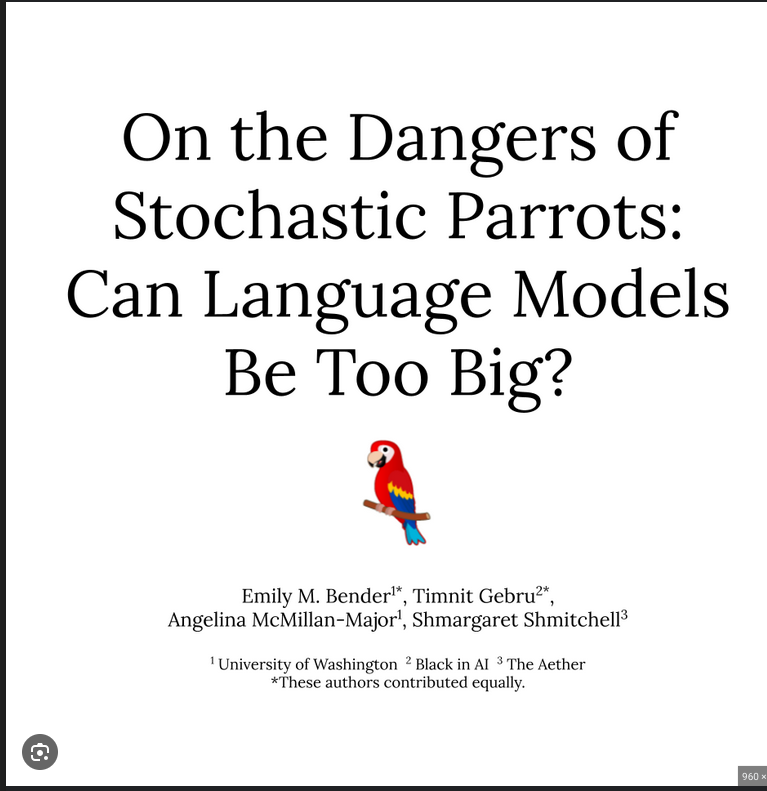 On the Dangers of
Stochastic Parrots:
Can Language Models
Be Too Big?
Emily M. Bender¹*, Timnit Gebru²*,
Angelina McMillan-Major¹, Shmargaret Shmitchell³
¹ University of Washington ² Black in AI ³ The Aether
*These authors contributed equally.
960 ×